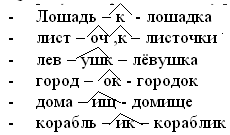 - Лошадь – к - лошадка
- лист – оч ,к – листочки
- лев – ушк – лёвушка
- город – ок - городок
- дома – ищ - домище
- корабль – ик – кораблик